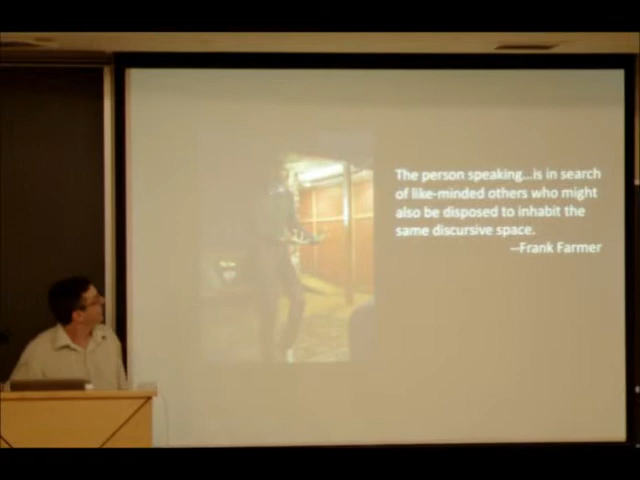 The person speaking...is in search
of like-minded others who might
also be disposed to inhabit the
same discursive space.
--Frank Farmer